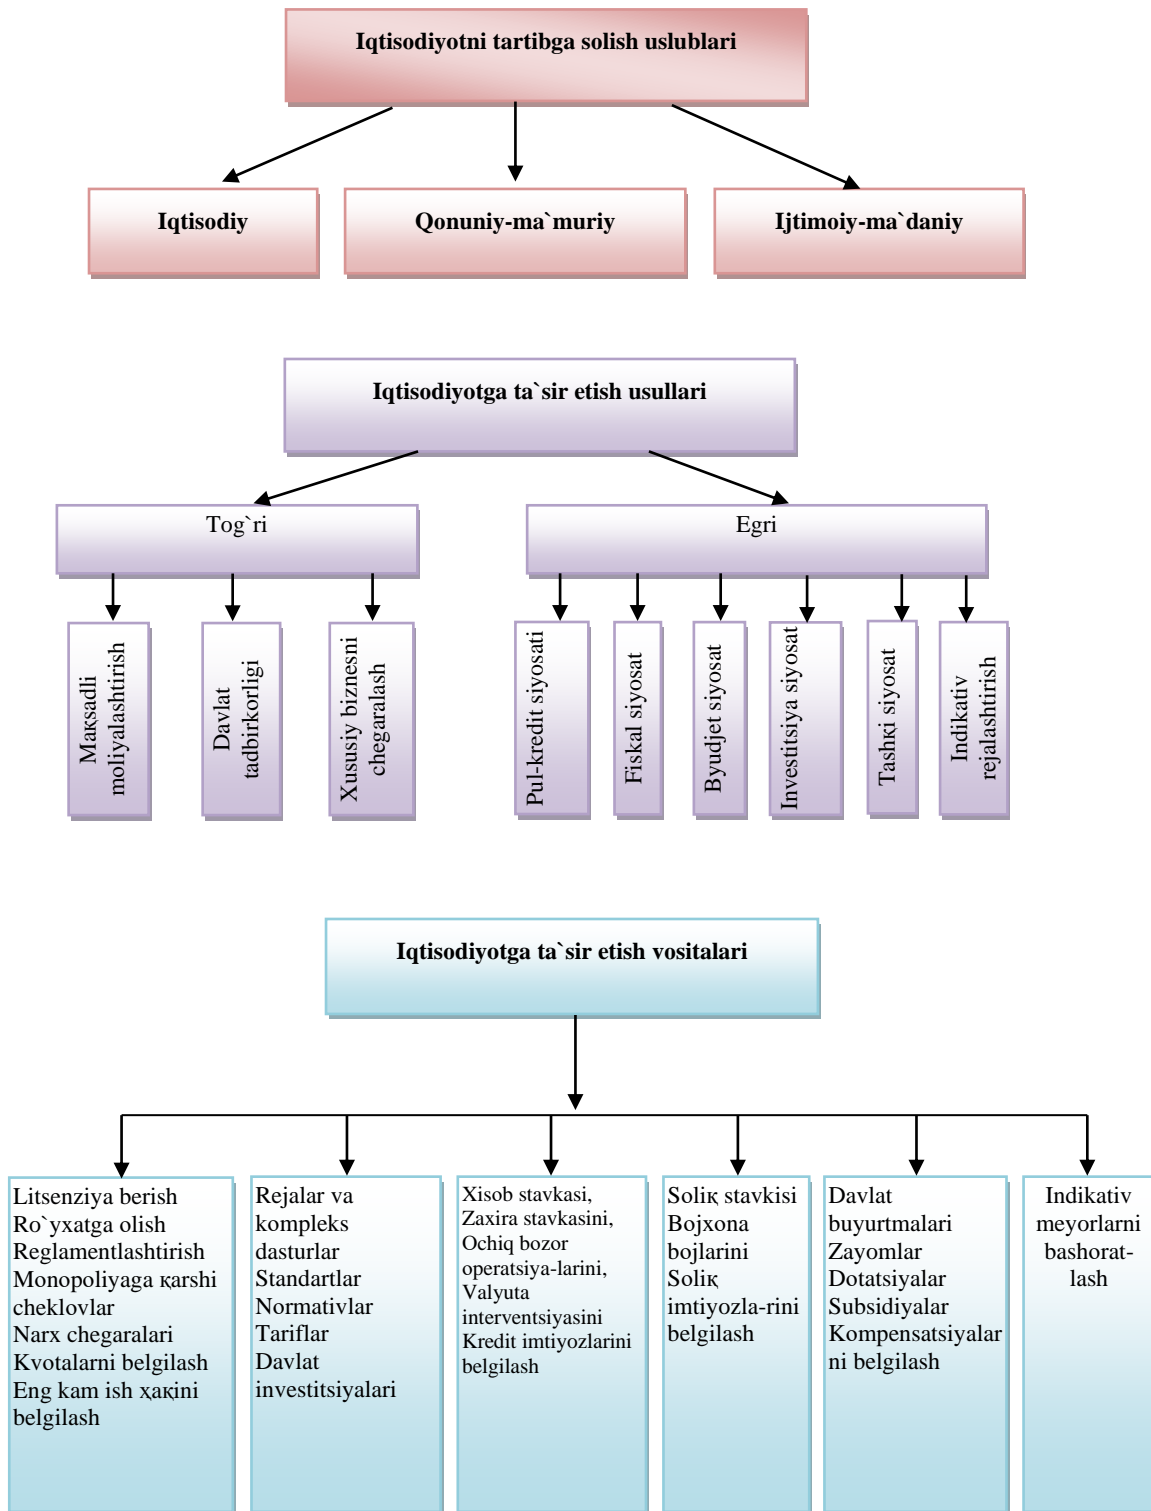 Iqtisodiyotni tartibga solish uslublari
Iqtisodiy
Qonuniy-ma`muriy
Ijtimoiy-ma`daniy
Iqtisodiyotga ta`sir etish usullari
Tog`ri
Egri
Maқsadli
moliyalashtirish
Davlat
tadbirkorligi
Xususiy biznesni
chegaralash
Pul-kredit siyosati
Fiskal siyosat
Byudjet siyosat
Investitsiya siyosat
Tashқi siyosat
Indikativ
rejalashtirish
Iqtisodiyotga ta`sir etish vositalari
Litsenziya berish
Ro`yxatga olish
Reglamentlashtirish
Monopoliyaga қarshi
cheklovlar
Narx chegaralari
Kvotalarni belgilash
Eng kam ish ҳaқini
belgilash
Rejalar va
kompleks
dasturlar
Standartlar
Normativlar
Tariflar
Davlat
investitsiyalari
Xisob stavkasi,
Zaxira stavkasini,
Ochiq bozor
operatsiya-larini,
Valyuta
interventsiyasini
Kredit imtiyozlarini
belgilash
Soliқ stavkisi
Bojxona
bojlarini
Soliқ
imtiyozla-rini
belgilash
Davlat
buyurtmalari
Zayomlar
Dotatsiyalar
Subsidiyalar
Kompensatsiyalar
ni belgilash
Indikativ
meyorlarni
bashorat-
lash